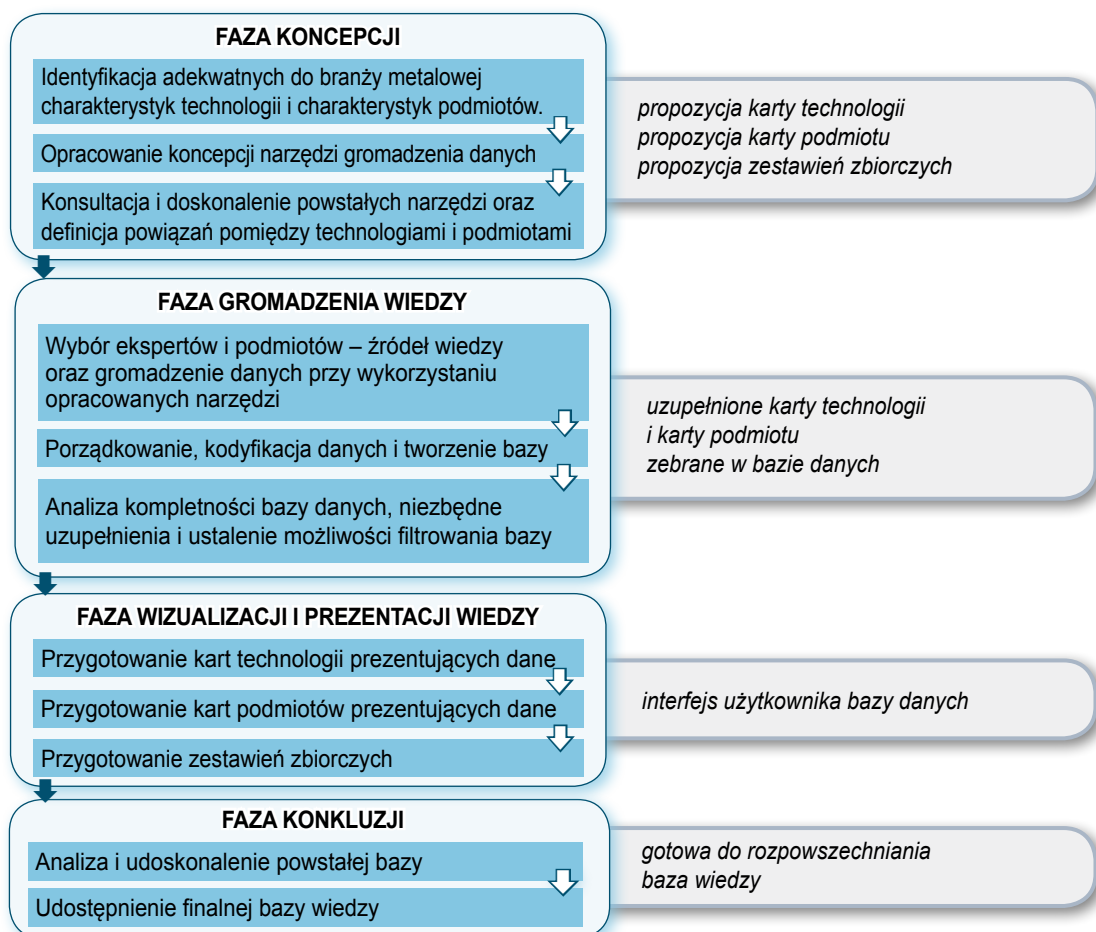 FAZA KONCEPCJI
Identyfikacja adekwatnych do branży metalowej
charakterystyk technologii i charakterystyk podmiotów.
Opracowanie koncepcji narzędzi gromadzenia danych
Konsultacja i doskonalenie powstałych narzędzi oraz
definicja powiązań pomiędzy technologiami i podmiotami
propozycja karty technologii
propozycja karty podmiotu
propozycja zestawień zbiorczych
FAZA GROMADZENIA WIEDZY
Wybór ekspertów i podmiotów – źródeł wiedzy
oraz gromadzenie danych przy wykorzystaniu
opracowanych narzędzi
Porządkowanie, kodyfikacja danych i tworzenie bazy
Analiza kompletności bazy danych, niezbędne
uzupełnienia i ustalenie możliwości filtrowania bazy
uzupełnione karty technologii
i karty podmiotu
zebrane w bazie danych
FAZA WIZUALIZACJI I PREZENTACJI WIEDZY
Przygotowanie kart technologii prezentujących dane
Przygotowanie kart podmiotów prezentujących dane
Przygotowanie zestawień zbiorczych
interfejs użytkownika bazy danych
FAZA KONKLUZJI
Analiza i udoskonalenie powstałej bazy
Udostępnienie finalnej bazy wiedzy
gotowa do rozpowszechniania
baza wiedzy